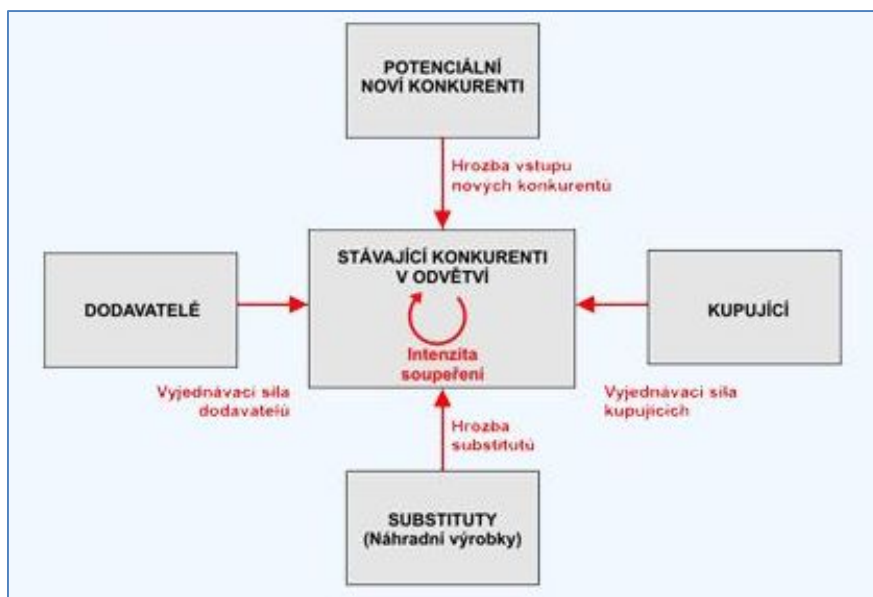 POTENCIÁLNÍ
NOVÍ KONKURENTI
Hrozba vstupu
nových konkurentů
STÁVAJÍCÍ KONKURENTI
V ODVĚTVÍ
Intenzita
soupeření
DODAVATELÉ
Vyjednávací síla
dodavatelů
KUPUJÍCÍ
Vyjednávací síla
kupujících
Hrozba
substitutů
SUBSTITUTY
(Náhradní výrobky)